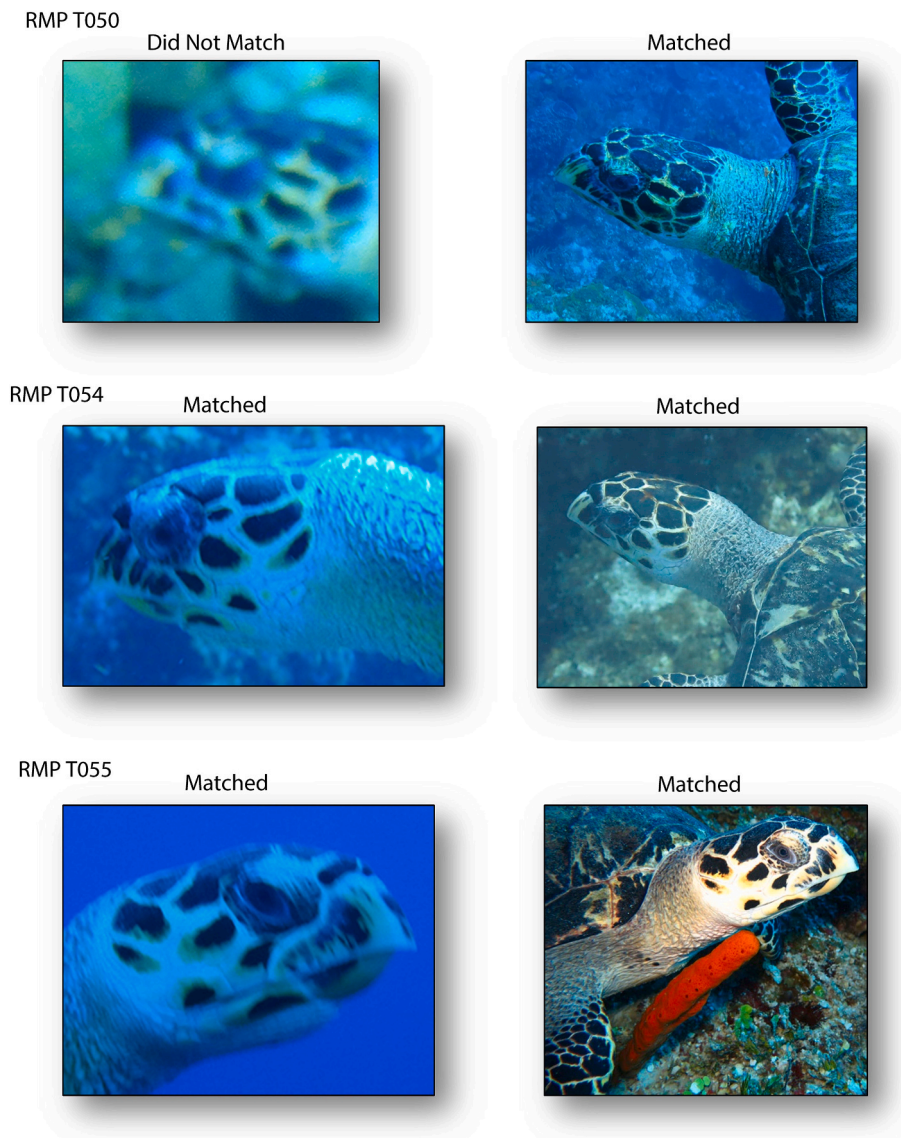 RMP T050
Did Not Match
Matched
RMP T054
Matched
Matched
RMP T055
Matched
Matched